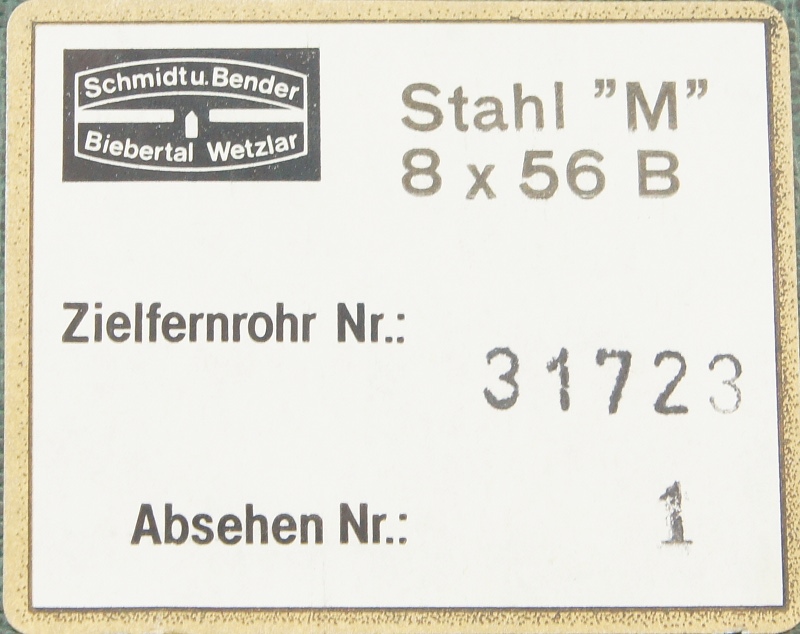 Schmidt u. Bender
Biebertal Wetzlar
Stahl "M"
8 x 56 B
Zielfernrohr Nr.:
31723
Absehen Nr.:
1